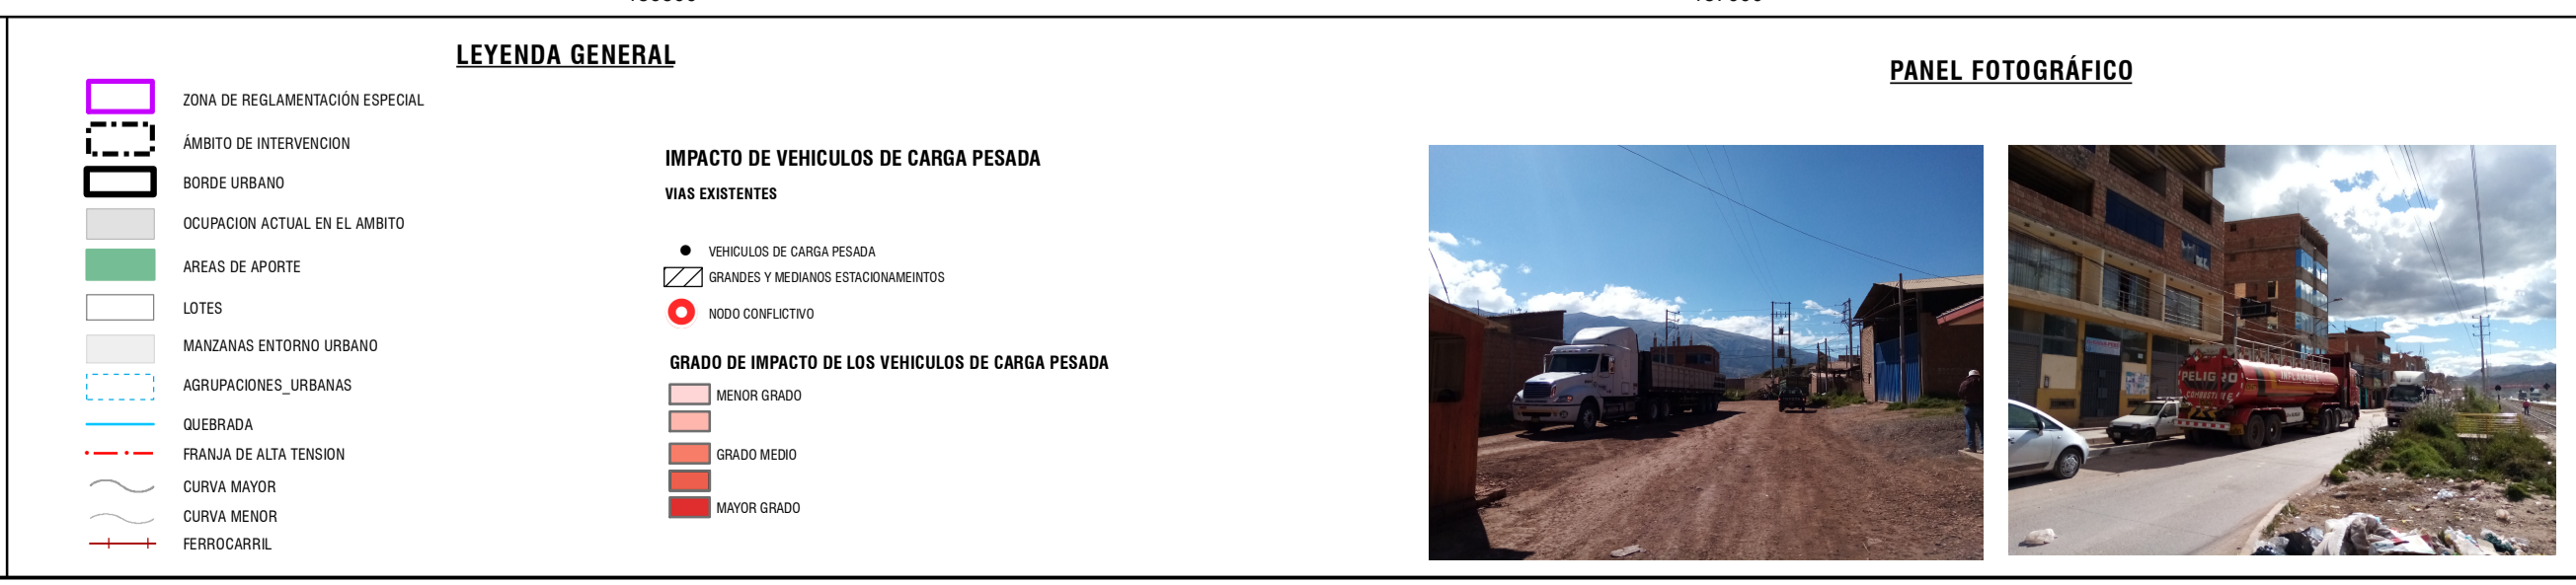 LEYENDA GENERAL
ZONA DE REGLAMENTACIÓN ESPECIAL
ÁMBITO DE INTERVENCION
BORDE URBANO
OCUPACION ACTUAL EN EL AMBITO
AREAS DE APORTE
LOTES
MANZANAS ENTORNO URBANO
AGRUPACIONES_URBANAS
QUEBRADA
FRANJA DE ALTA TENSION
CURVA MAYOR
CURVA MENOR
FERROCARRIL
IMPACTO DE VEHICULOS DE CARGA PESADA
VIAS EXISTENTES
VEHICULOS DE CARGA PESADA
GRANDES Y MEDIANOS ESTACIONAMEINTOS
NODO CONFLICTIVO
GRADO DE IMPACTO DE LOS VEHICULOS DE CARGA PESADA
MENOR GRADO
GRADO MEDIO
MAYOR GRADO
PANEL FOTOGRÁFICO
PELIGRO
COMBUSTIBLE